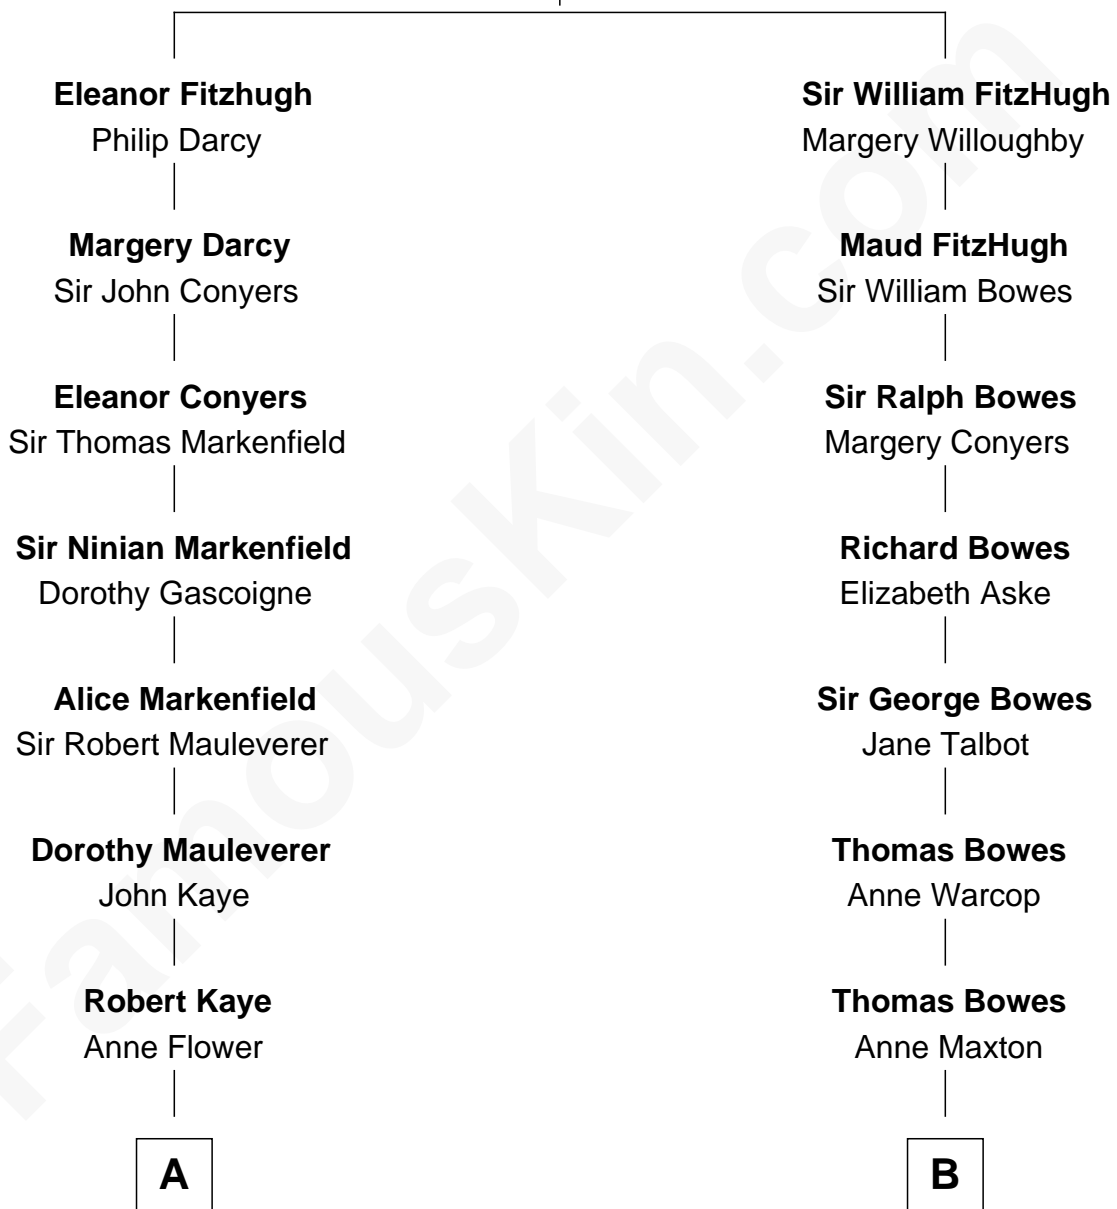 Eleanor Fitzhugh
Philip Darcy
Margery Darcy
Sir John Conyers
Eleanor Conyers
Sir Thomas Markenfield
Sir Ninian Markenfield
Dorothy Gascoigne
Alice Markenfield
Sir Robert Mauleverer
Dorothy Mauleverer
John Kaye
Robert Kaye
Anne Flower
A
Sir William FitzHugh
Margery Willoughby
Maud FitzHugh
Sir William Bowes
Sir Ralph Bowes
Margery Conyers
Richard Bowes
Elizabeth Aske
Sir George Bowes
Jane Talbot
Thomas Bowes
Anne Warcop
Thomas Bowes
Anne Maxton
B
FamousKin.com